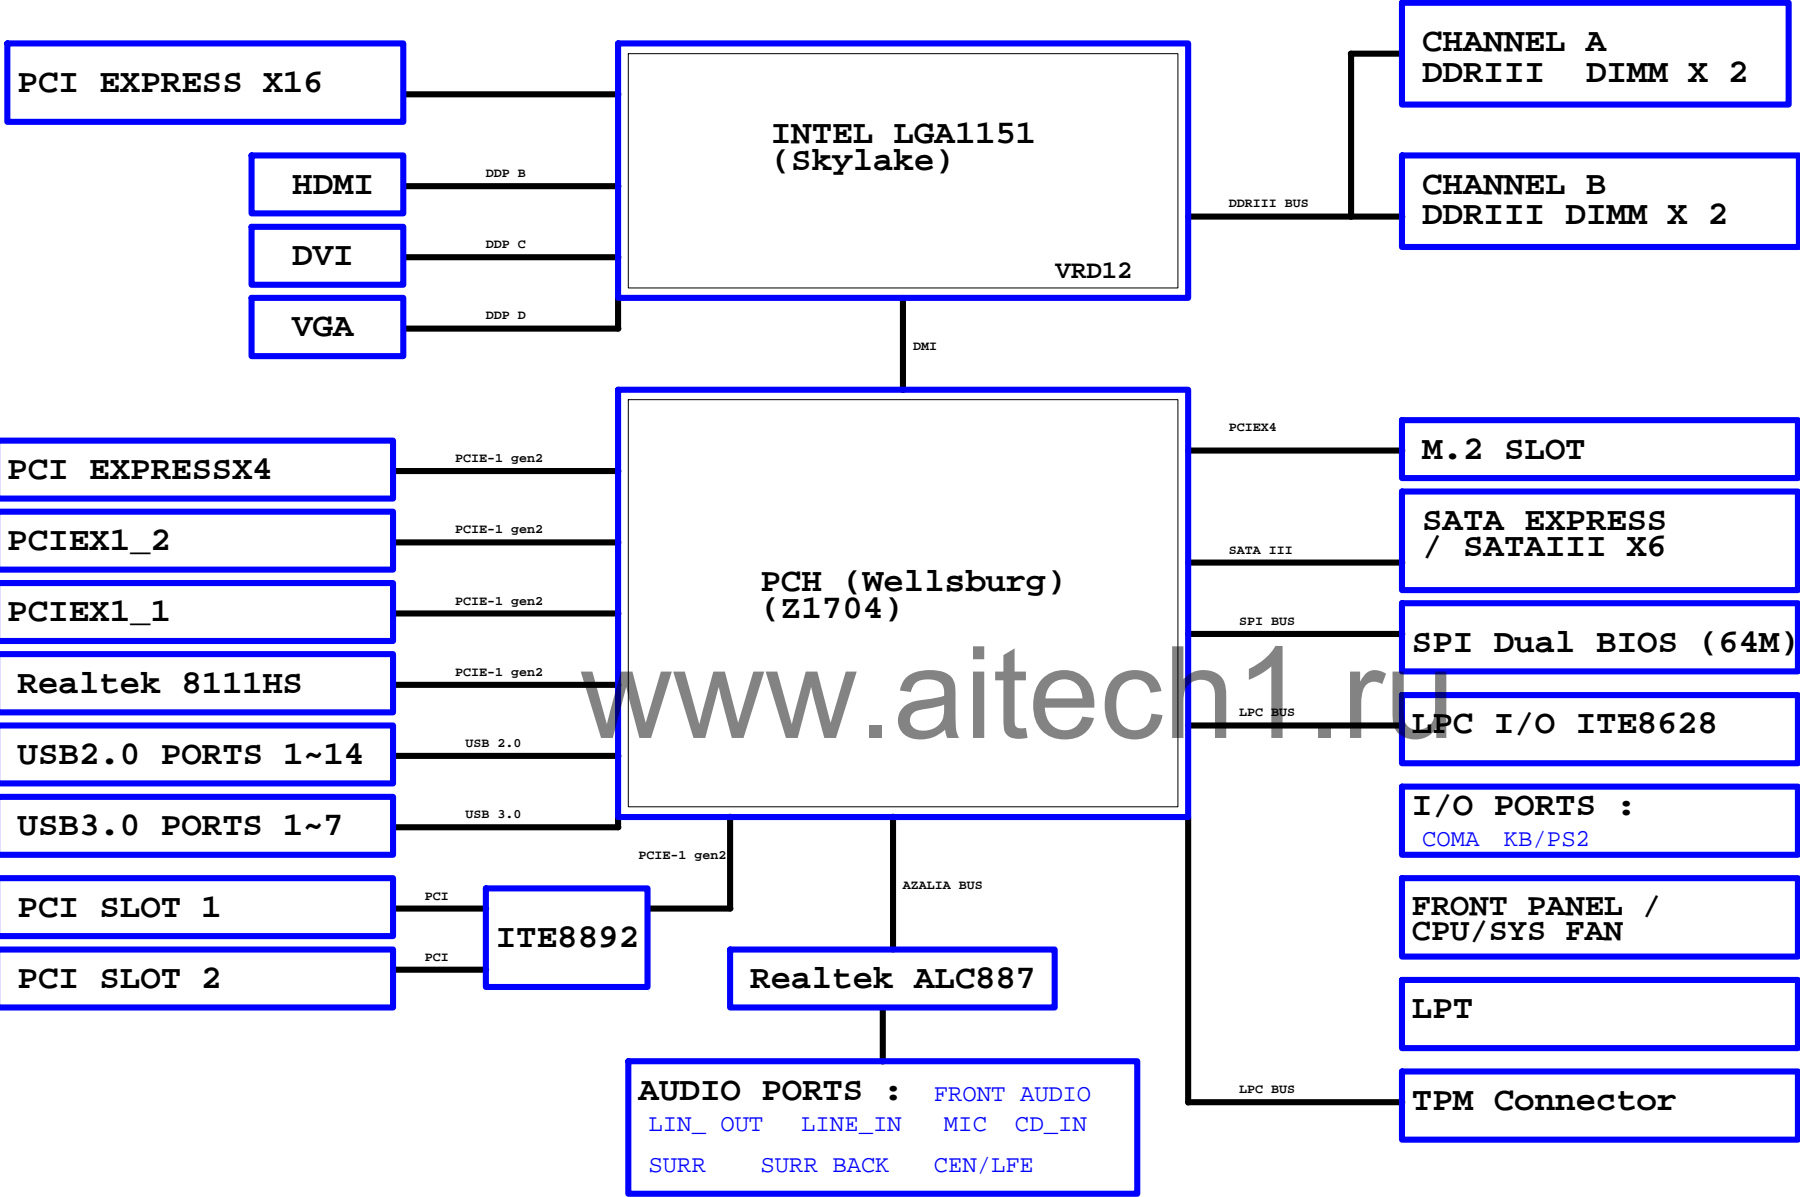 PCI EXPRESS X16
HDMI
DDP B
DVI
DDP C
VGA
DDP D
INTEL LGA1151
(Skylake)
VRD12
DDRIII BUS
CHANNEL A
DDRIII DIMM X 2
CHANNEL B
DDRIII DIMM X 2
DMI
PCI EXPRESSX4
PCIE-1 gen2
PCIEX1_2
PCIE-1 gen2
PCIEX1_1
PCIE-1 gen2
Realtek 8111HS
PCIE-1 gen2
USB2.0 PORTS 1~14
USB 2.0
USB3.0 PORTS 1~7
USB 3.0
PCI SLOT 1
PCI
PCI SLOT 2
PCI
ITE8892
PCIE-1 gen2
PCH (Wellsburg)
(Z1704)
www.aitech1.ru
PCIEX4
M.2 SLOT
SATA III
SATA EXPRESS
/ SATAIII X6
SPI BUS
SPI Dual BIOS (64M)
LPC BUS
LPC I/O ITE8628
I/O PORTS :
COMA KB/PS2
FRONT PANEL /
CPU/SYS FAN
LPT
LPC BUS
TPM Connector
AZALIA BUS
Realtek ALC887
AUDIO PORTS : FRONT AUDIO
LIN_ OUT LINE_IN MIC CD_IN
SURR SURR BACK CEN/LFE